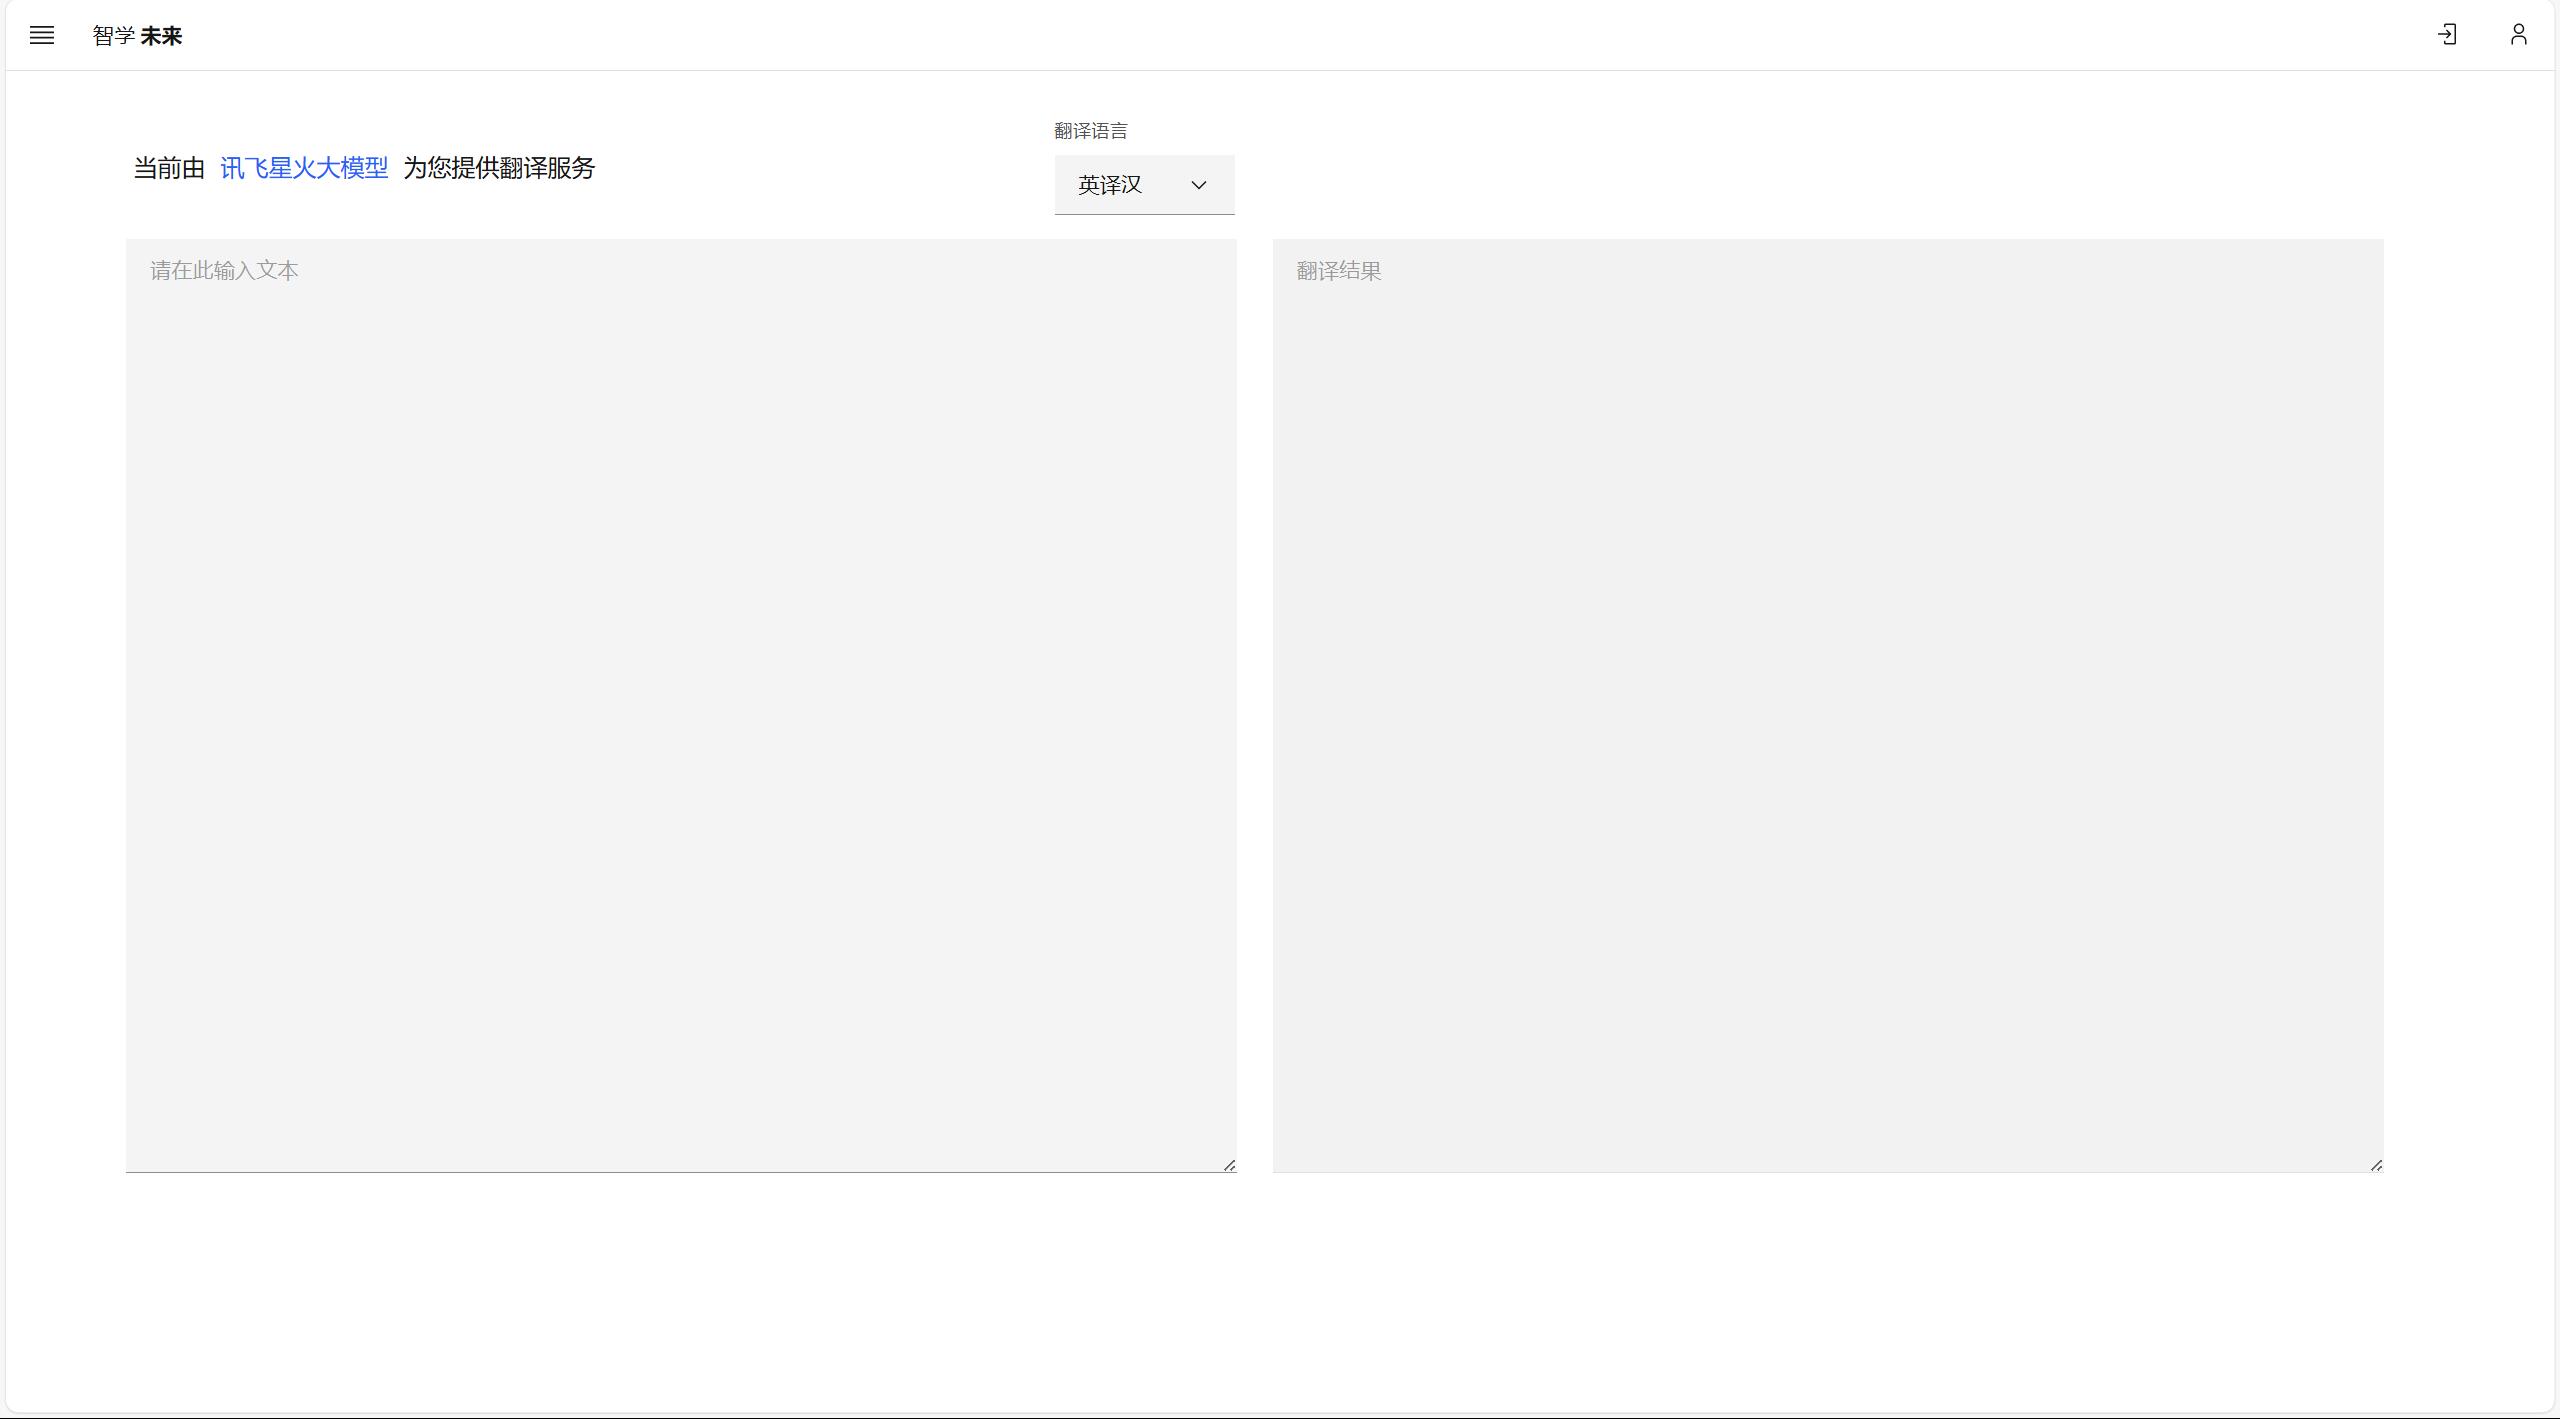 智学 未来
翻译语言
当前由 讯飞星火大模型 为您提供翻译服务
英译汉
请在此输入文本
翻译结果